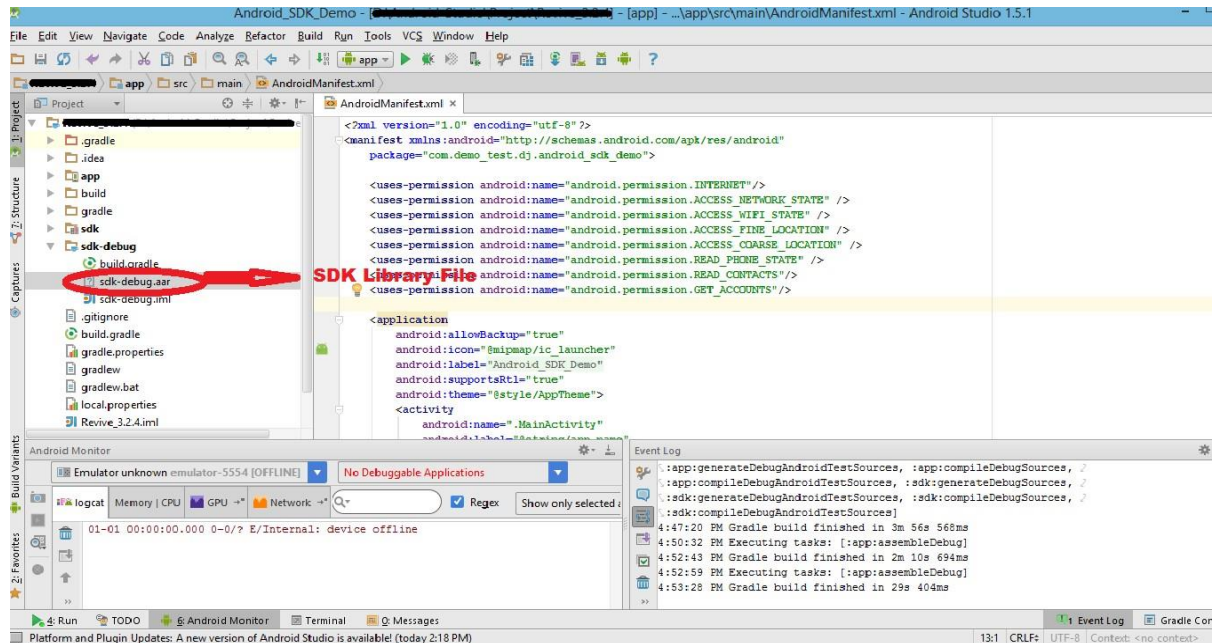 Android_SDK_Demo - [
] - [app] - ...\app\src\main\AndroidManifest.xml - Android Studio 1.5.1
File Edit View Navigate Code Analyze Refactor Build Run Tools VCS Window Help
app
app src main AndroidManifest.xml
Project
AndroidManifest.xml
1: Project
7: Structure
Captures
Build Variants
2: Favorites
.gradle
.idea
app
build
gradle
sdk
sdk-debug
build.gradle
sdk-debug.aar
sdk-debug.iml
.gitignore
build.gradle
gradle.properties
gradlew
gradlew.bat
local.properties
Revive_3.2.4.iml
SDK Library File
<?xml version="1.0" encoding="utf-8"?>
<manifest xmlns:android="http://schemas.android.com/apk/res/android"
package="com.demo_test.dj.android_sdk_demo">
<uses-permission android:name="android.permission.INTERNET"/>
<uses-permission android:name="android.permission.ACCESS_NETWORK_STATE" />
<uses-permission android:name="android.permission.ACCESS_WIFI_STATE" />
<uses-permission android:name="android.permission.ACCESS_FINE_LOCATION" />
<uses-permission android:name="android.permission.ACCESS_COARSE_LOCATION" />
<uses-permission android:name="android.permission.READ_PHONE_STATE" />
<uses-permission android:name="android.permission.READ_CONTACTS"/>
<uses-permission android:name="android.permission.GET_ACCOUNTS"/>
<application
android:allowBackup="true"
android:icon="@mipmap/ic_launcher"
android:label="Android_SDK_Demo"
android:supportsRtl="true"
android:theme="@style/AppTheme">
<activity
android:name=".MainActivity"
android:label="@string/app_name"
Android Monitor
Emulator unknown emulator-5554 [OFFLINE]
No Debuggable Applications
logcat Memory | CPU GPU Network Regex Show only selected a
01-01 00:00:00.000 0-0/? E/Internal: device offline
Event Log
:app:generateDebugAndroidTestSources, :app:compileDebugSources,
:app:compileDebugAndroidTestSources, :sdk:generateDebugSources,
:sdk:generateDebugAndroidTestSources, :sdk:compileDebugSources,
:sdk:compileDebugAndroidTestSources]
4:47:20 PM Gradle build finished in 3m 56s 568ms
4:50:32 PM Executing tasks: [:app:assembleDebug]
4:52:43 PM Gradle build finished in 2m 10s 694ms
4:52:59 PM Executing tasks: [:app:assembleDebug]
4:53:28 PM Gradle build finished in 29s 404ms
4: Run TODO 6: Android Monitor Terminal 0: Messages
1 Event Log Gradle Con
Platform and Plugin Updates: A new version of Android Studio is available! (today 2:18 PM)
13:1 CRLF UTF-8 Context: <no context>